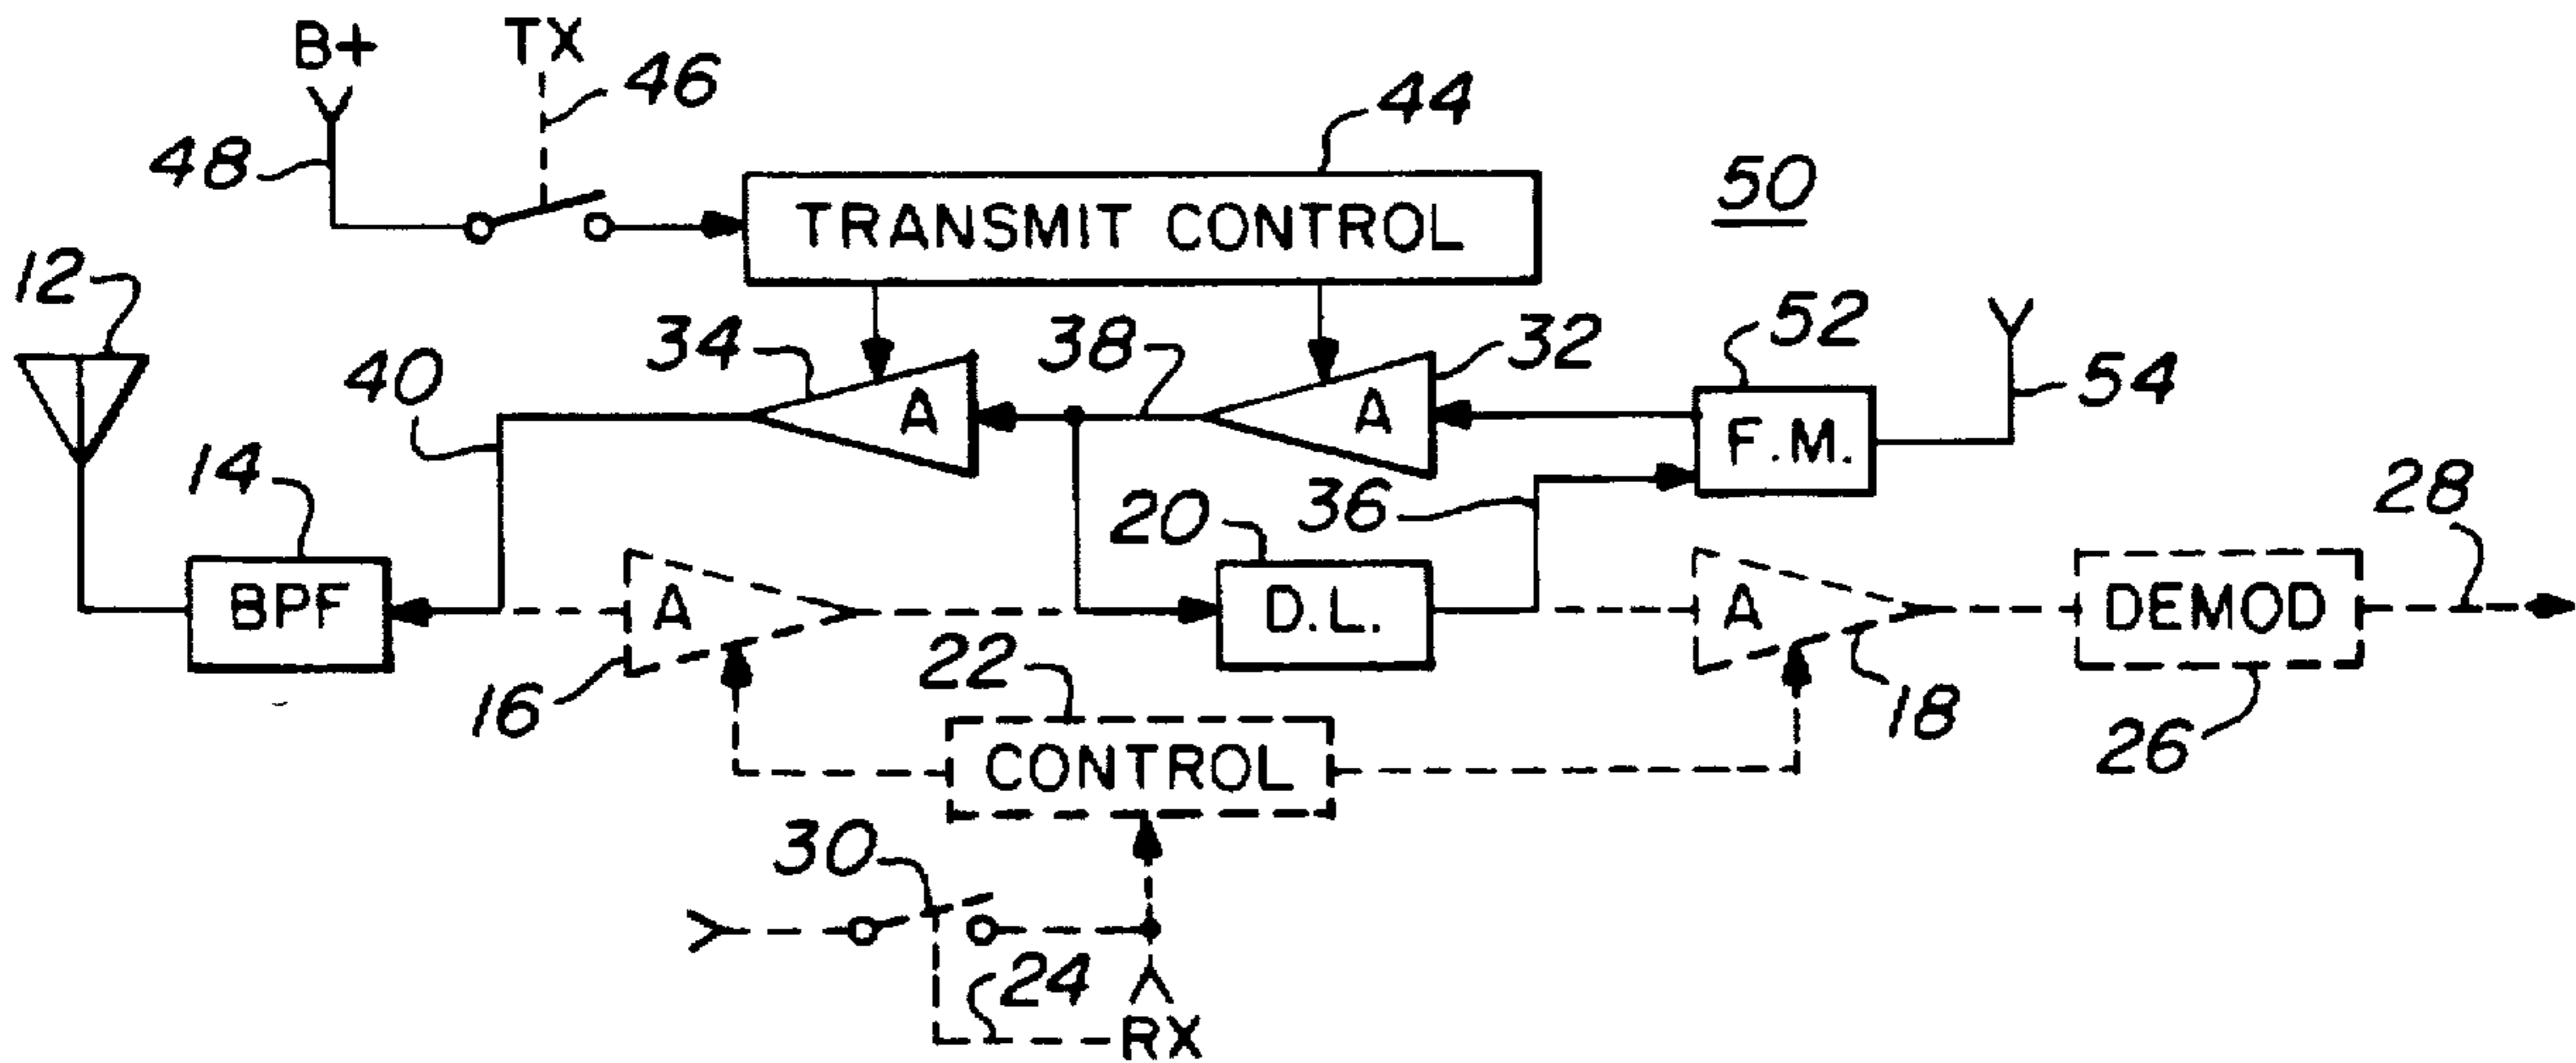 B+
TX
46
44
48
TRANSMIT CONTROL
50
12
40
34
38
32
52
54
A
A
F.M.
14
20
36
28
BPF
A
D.L.
A
DEMOD
16
22
18
26
CONTROL
30
24
RX